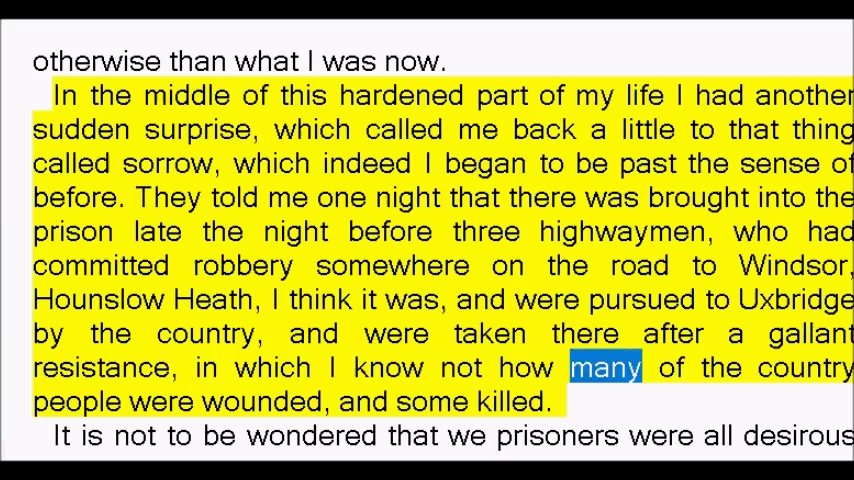 otherwise than what I was now.
In the middle of this hardened part of my life I had another
sudden surprise, which called me back a little to that thing
called sorrow, which indeed I began to be past the sense of
before. They told me one night that there was brought into the
prison late the night before three highwaymen, who had
committed robbery somewhere on the road to Windsor,
Hounslow Heath, I think it was, and were pursued to Uxbridge
by the country, and were taken there after a gallant
resistance, in which I know not how many of the country
people were wounded, and some killed.
It is not to be wondered that we prisoners were all desirous